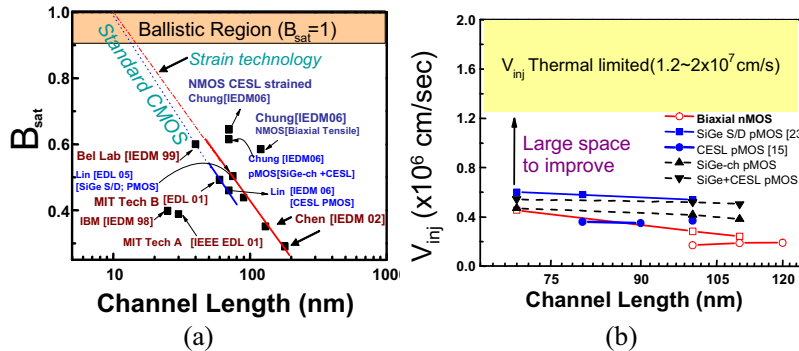 Ballistic Region (Bsat=1)
Strain technology
Standard CMOS
NMOS CESL strained
Chung[IEDM06]
Chung[IEDM06]
NMOS[Biaxial Tensile]
Bel Lab [IEDM 99]
Chung [IEDM06]
pMOS[SiGe-ch +CESL]
Lin [EDL 05]
[SiGe S/D; PMOS]
MIT Tech B [EDL 01]
Lin [IEDM 06]
[CESL PMOS]
IBM [IEDM 98]
Chen [IEDM 02]
MIT Tech A [IEEE EDL 01]
Bsat
1.0
0.8
0.6
0.4
10
100
1000
Channel Length (nm)
(a)
Vinj Thermal limited(1.2~2x10^7cm/s)
Large space
to improve
Biaxial nMOS
SiGe S/D pMOS [23
CESL pMOS [15]
SiGe-ch pMOS
SiGe+CESL pMOS
Vinj (x10^6 cm/sec)
2.0
1.6
1.2
0.8
0.4
0.0
75
90
100
110
120
Channel Length (nm)
(b)